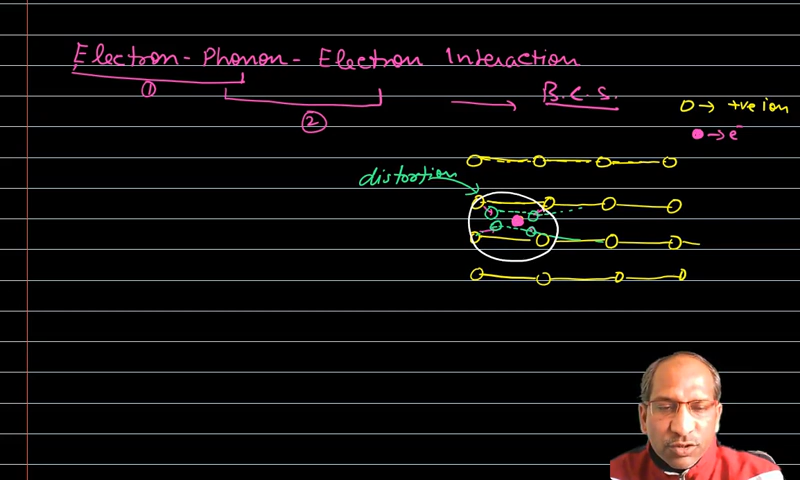 Electron - Phonon - Electron Interaction
①
②
→ B.C.S.
O → +ve ion
● → e⁻
distortion